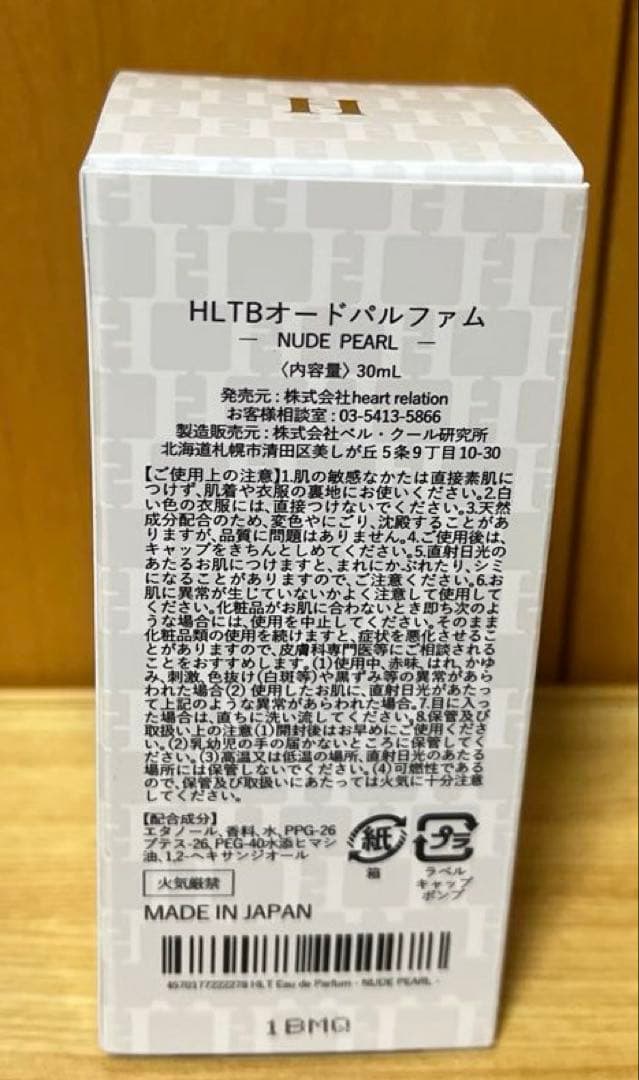 H
HLTBオードパルファム
— NUDE PEARL —
〈内容量〉30mL
発売元：株式会社heart relation
お客様相談室：03-5413-5866
製造販売元：株式会社ベル・クール研究所
北海道札幌市清田区美しが丘5条9丁目10-30
【ご使用上の注意】1.肌の敏感なかたは直接素肌に
つけず、肌着や衣服の裏地にお使いください。2.白
い色の衣服には、直接つけないでください。3.天然
成分配合のため、変色やにごり、沈殿することがあ
りますが、品質に問題はありません。4.ご使用後は、
キャップをきちんとしめてください。5.直射日光の
あたるお肌につけますと、まれにかぶれたり、シミ
になることがありますので、ご注意ください。6.お
肌に異常が生じていないかよく注意して使用して
ください。化粧品がお肌に合わないとき即ち次のよ
うな場合には、使用を中止してください。そのまま
化粧品類の使用を続けますと、症状を悪化させるこ
とがありますので、皮膚科専門医等にご相談される
ことをおすすめします。(1)使用中、赤味、はれ、かゆ
み、刺激、色抜け(白斑等)や黒ずみ等の異常があら
われた場合(2) 使用したお肌に、直射日光があたっ
て上記のような異常があらわれた場合。7.目に入っ
た場合は、直ちに洗い流してください。8.保管及び
取扱い上の注意(1)開封後はお早めにご使用くださ
い。(2)乳幼児の手の届かないところに保管してく
ださい。(3)高温又は低温の場所、直射日光のあたる
場所には保管しないでください。(4)可燃性である
ので、保管及び取扱いにあたっては火気に十分注意
してください。
【配合成分】
エタノール、香料、水、PPG-26
ブテス-26、PEG-40水添ヒマシ
油、1,2-ヘキサンジオール
紙
箱
プラ
ラベル
キャップ
ポンプ
火気厳禁
MADE IN JAPAN
4570177222278 HLT Eau de Parfum - NUDE PEARL -
1BMQ